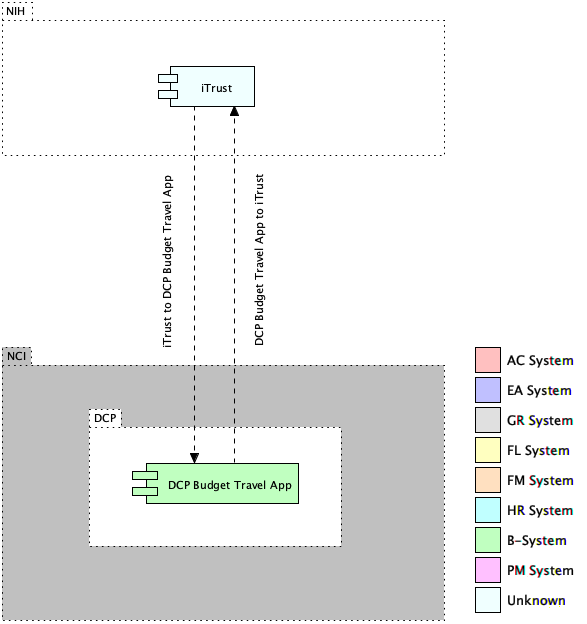 NIH
iTrust
iTrust to DCP Budget Travel App
DCP Budget Travel App to iTrust
NCI
DCP
DCP Budget Travel App
AC System
EA System
GR System
FL System
FM System
HR System
B-System
PM System
Unknown